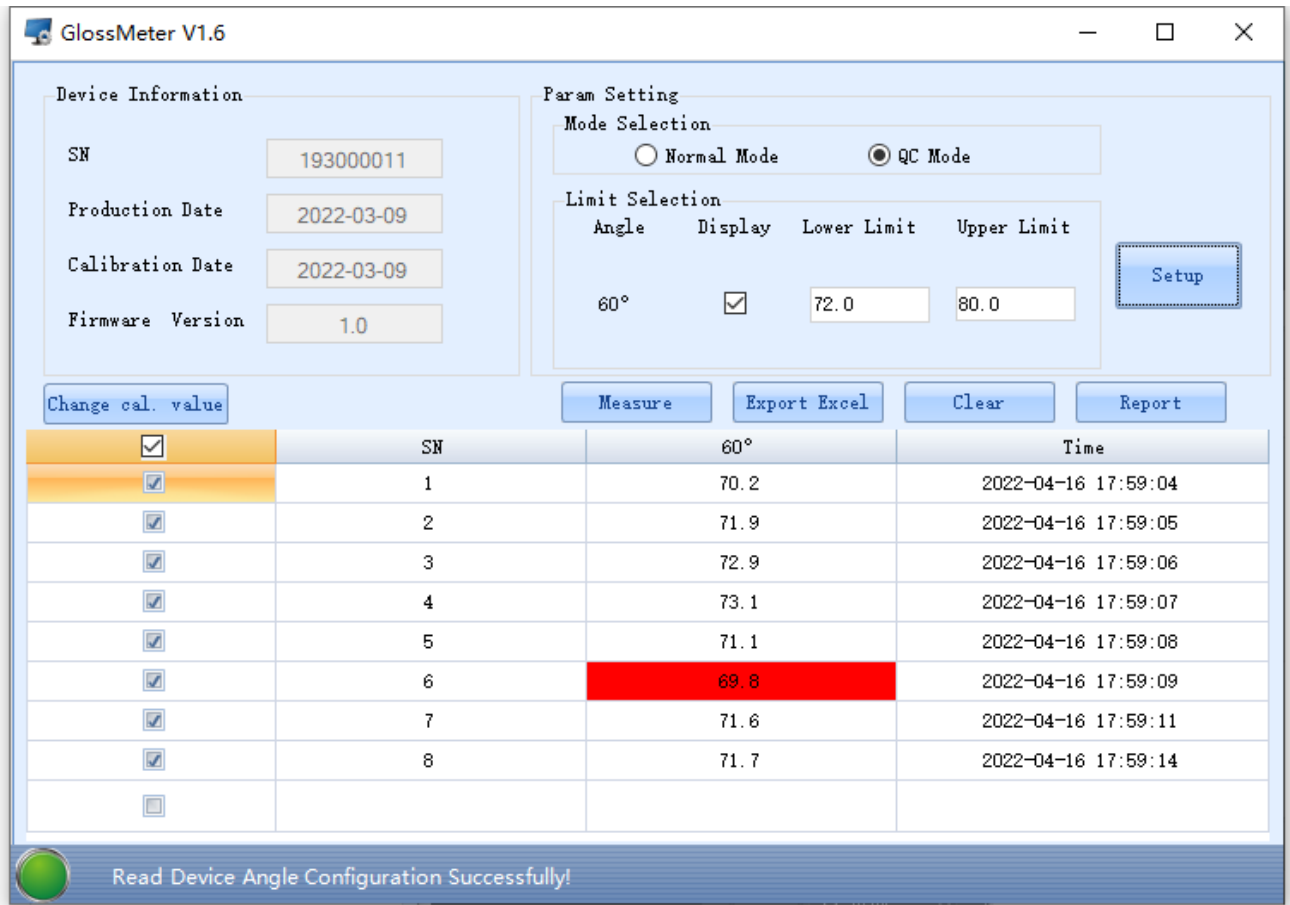 GlossMeter V1.6
Device Information
SN 193000011
Production Date 2022-03-09
Calibration Date 2022-03-09
Firmware Version 1.0
Param Setting
Mode Selection
Normal Mode QC Mode
Limit Selection
Angle Display Lower Limit Upper Limit
60° 72.0 80.0
Setup
Change cal. value Measure Export Excel Clear Report
SN 60° Time
1 70.2 2022-04-16 17:59:04
2 71.9 2022-04-16 17:59:05
3 72.9 2022-04-16 17:59:06
4 73.1 2022-04-16 17:59:07
5 71.1 2022-04-16 17:59:08
6 69.8 2022-04-16 17:59:09
7 71.6 2022-04-16 17:59:11
8 71.7 2022-04-16 17:59:14
Read Device Angle Configuration Successfully!